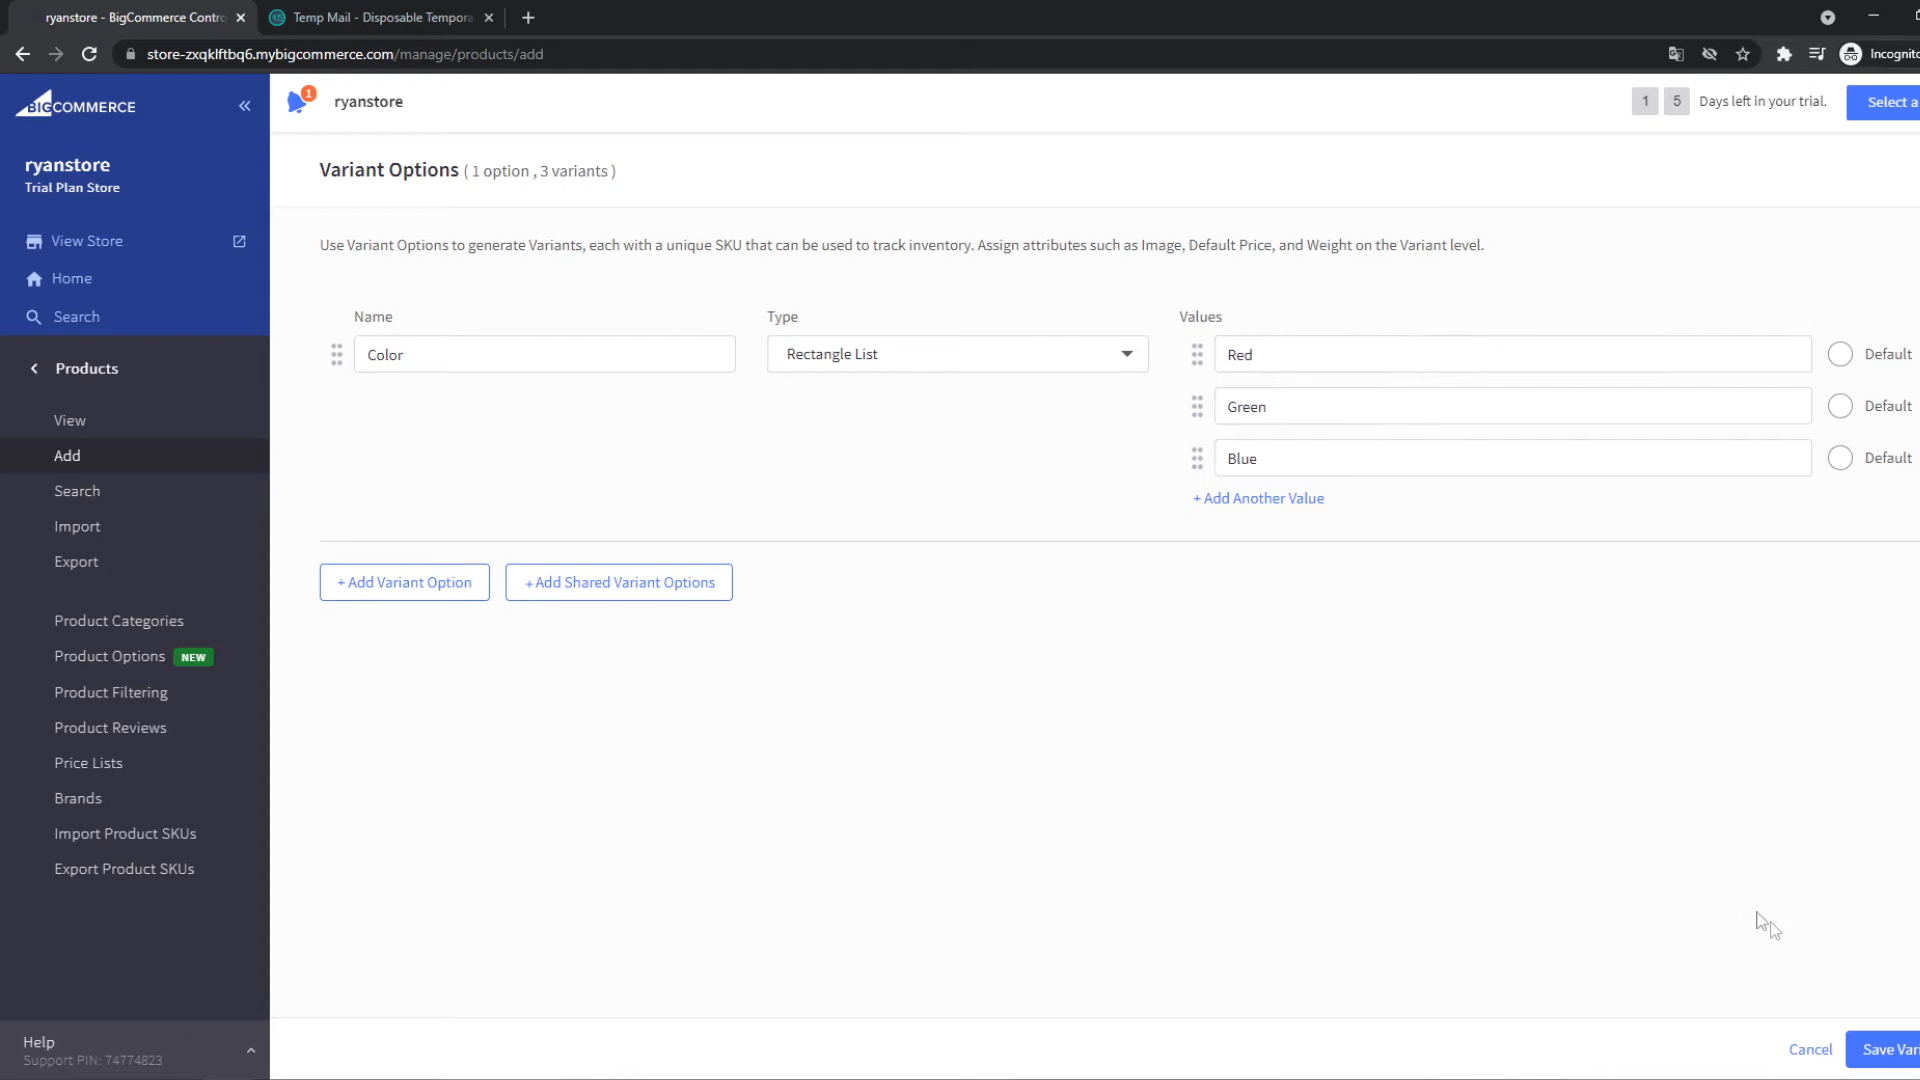 ryanstore - BigCommerce Contro
Temp Mail - Disposable Tempora
store-zxqklftbq6.mybigcommerce.com/manage/products/add
Incognito
BIGCOMMERCE
1
ryanstore
1 5 Days left in your trial.
Select a
ryanstore
Trial Plan Store
View Store
Home
Search
Products
View
Add
Search
Import
Export
Product Categories
Product Options NEW
Product Filtering
Product Reviews
Price Lists
Brands
Import Product SKUs
Export Product SKUs
Help
Support PIN: 74774823
Variant Options ( 1 option , 3 variants )
Use Variant Options to generate Variants, each with a unique SKU that can be used to track inventory. Assign attributes such as Image, Default Price, and Weight on the Variant level.
Name Type Values
Color Rectangle List Red Default
Green Default
Blue Default
+ Add Another Value
+ Add Variant Option + Add Shared Variant Options
Cancel Save Vari